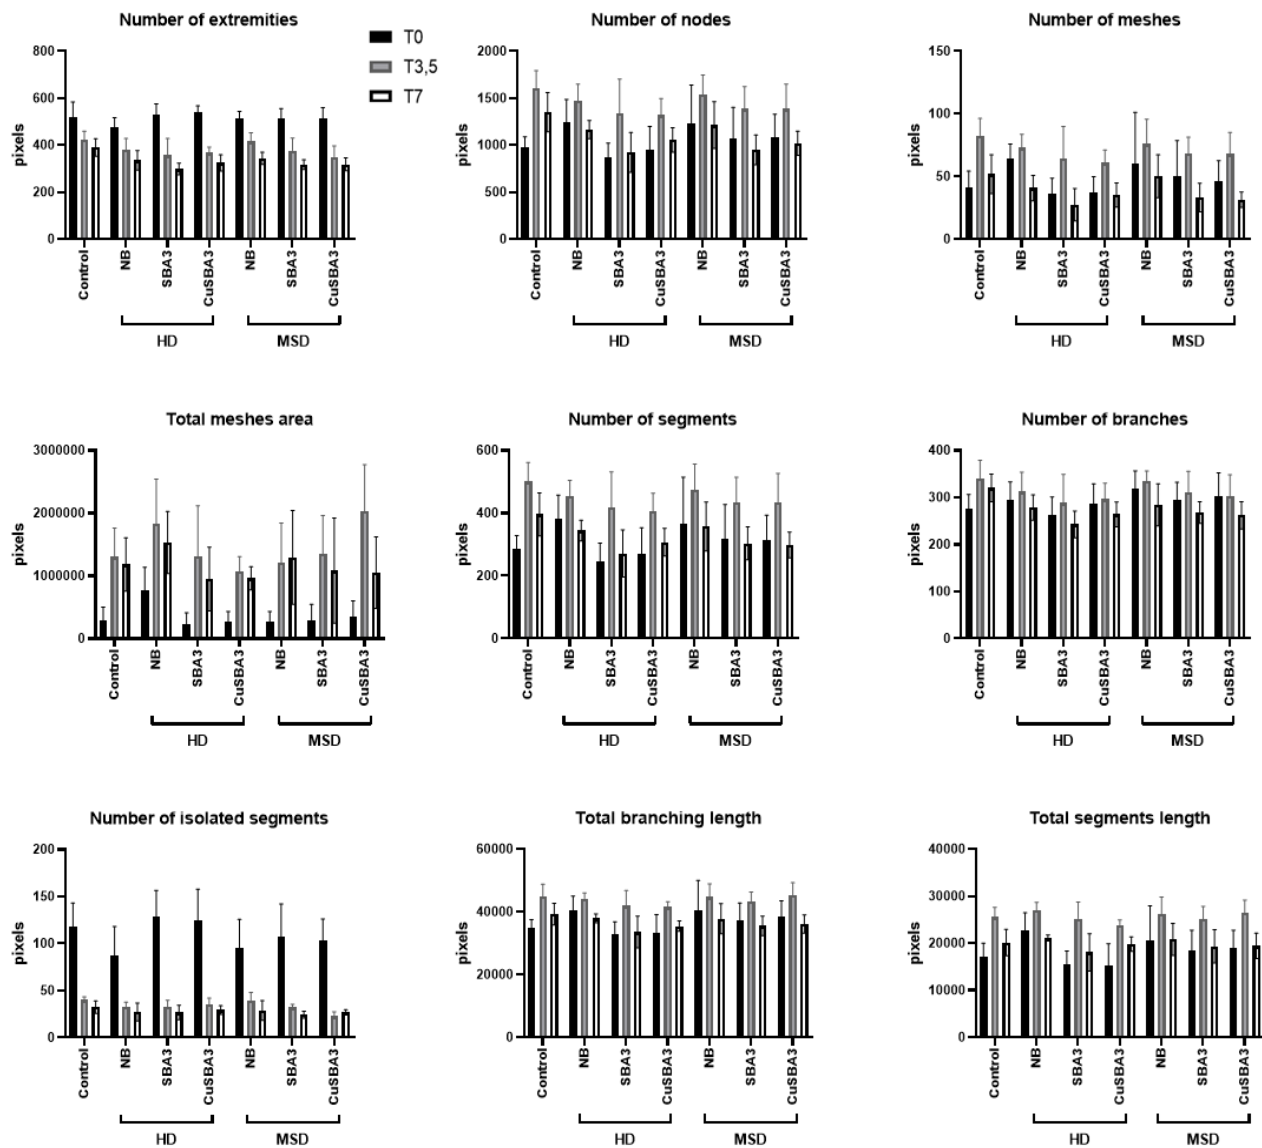 Number of extremities
800
600
400
200
0
pixels
Control
NB
SBA3
CuSBA3
NB
SBA3
CuSBA3
HD
MSD
T0
T3,5
T7
Number of nodes
2000
1500
1000
500
0
pixels
Control
NB
SBA3
CuSBA3
NB
SBA3
CuSBA3
HD
MSD
Number of meshes
150
100
50
0
pixels
Control
NB
SBA3
CuSBA3
NB
SBA3
CuSBA3
HD
MSD
Total meshes area
3000000
2000000
1000000
0
pixels
Control
NB
SBA3
CuSBA3
NB
SBA3
CuSBA3
HD
MSD
Number of segments
600
400
200
0
pixels
Control
NB
SBA3
CuSBA3
NB
SBA3
CuSBA3
HD
MSD
Number of branches
400
300
200
100
0
pixels
Control
NB
SBA3
CuSBA3
NB
SBA3
CuSBA3
HD
MSD
Number of isolated segments
200
150
100
50
0
pixels
Control
NB
SBA3
CuSBA3
NB
SBA3
CuSBA3
HD
MSD
Total branching length
60000
40000
20000
0
pixels
Control
NB
SBA3
CuSBA3
NB
SBA3
CuSBA3
HD
MSD
Total segments length
40000
30000
20000
10000
0
pixels
Control
NB
SBA3
CuSBA3
NB
SBA3
CuSBA3
HD
MSD